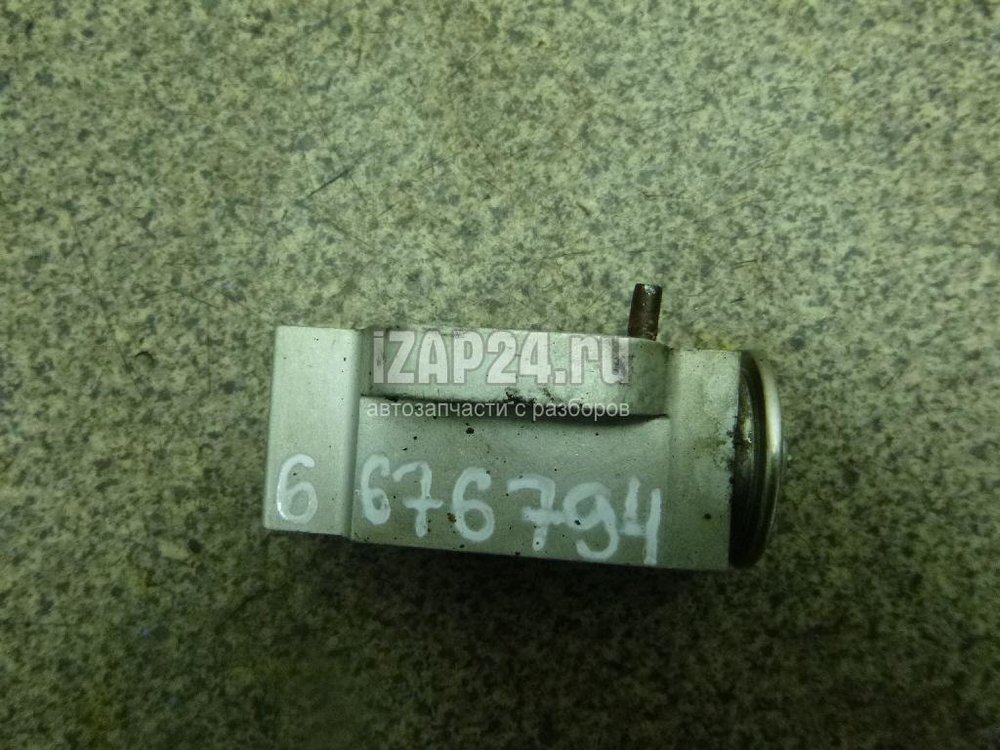 iZAP24.ru
автозапчасти с разборов
6 676794